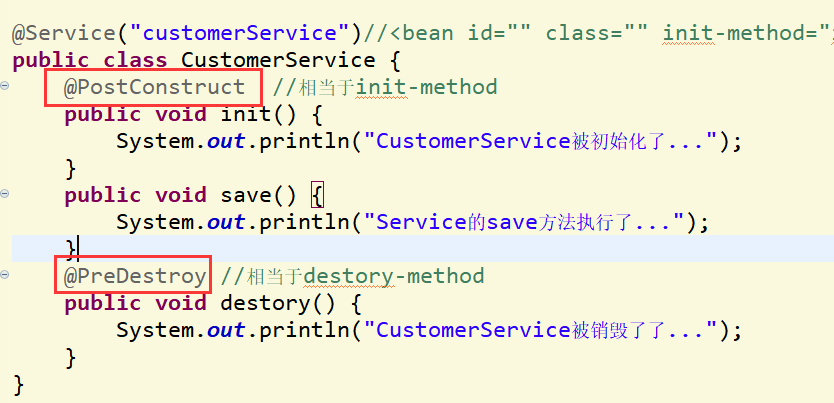 @Service("customerService")//<bean id="" class="" init-method="
public class CustomerService {
@PostConstruct //相当于init-method
public void init() {
System.out.println("CustomerService被初始化了...");
}
public void save() {
System.out.println("Service的save方法执行了...");
}
@PreDestroy //相当于destory-method
public void destory() {
System.out.println("CustomerService被销毁了了...");
}
}